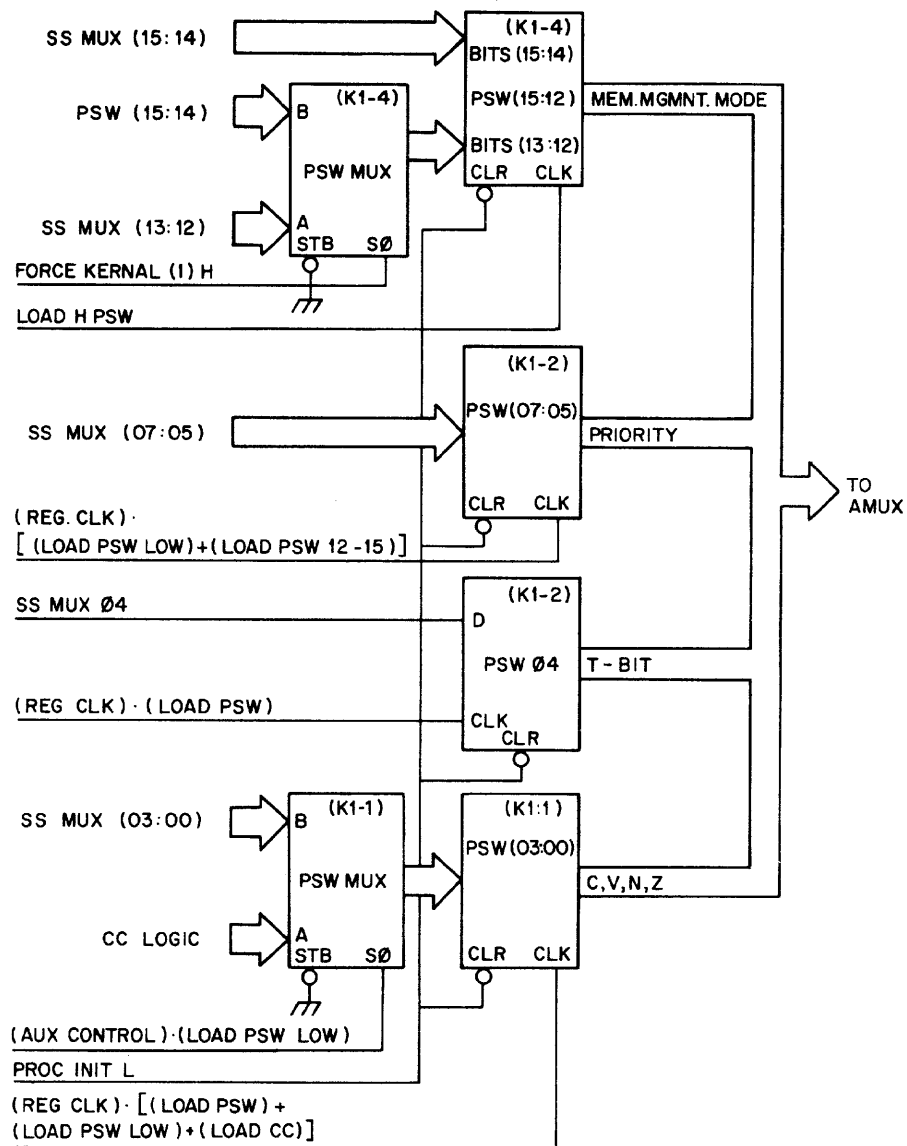 SS MUX (15:14)
(K1-4)
BITS (15:14)
PSW (15:14)
B
(K1-4)
PSW(15:12)
MEM.MGMNT. MODE
PSW MUX
BITS (13:12)
CLR CLK
SS MUX (13:12)
A
STB SØ
FORCE KERNAL (1) H
LOAD H PSW
(K1-2)
PSW(07:05)
SS MUX (07:05)
PRIORITY
CLR CLK
TO
AMUX
(REG. CLK) ·
[ (LOAD PSW LOW)+(LOAD PSW 12-15)]
(K1-2)
SS MUX Ø4
D
PSW Ø4
T-BIT
(REG CLK) · (LOAD PSW)
CLK
CLR
SS MUX (03:00)
B
(K1-1)
(K1:1)
PSW(03:00)
PSW MUX
C,V,N,Z
CC LOGIC
A
STB SØ
CLR CLK
(AUX CONTROL)·(LOAD PSW LOW)
PROC INIT L
(REG CLK) · [(LOAD PSW) +
(LOAD PSW LOW)+(LOAD CC)]